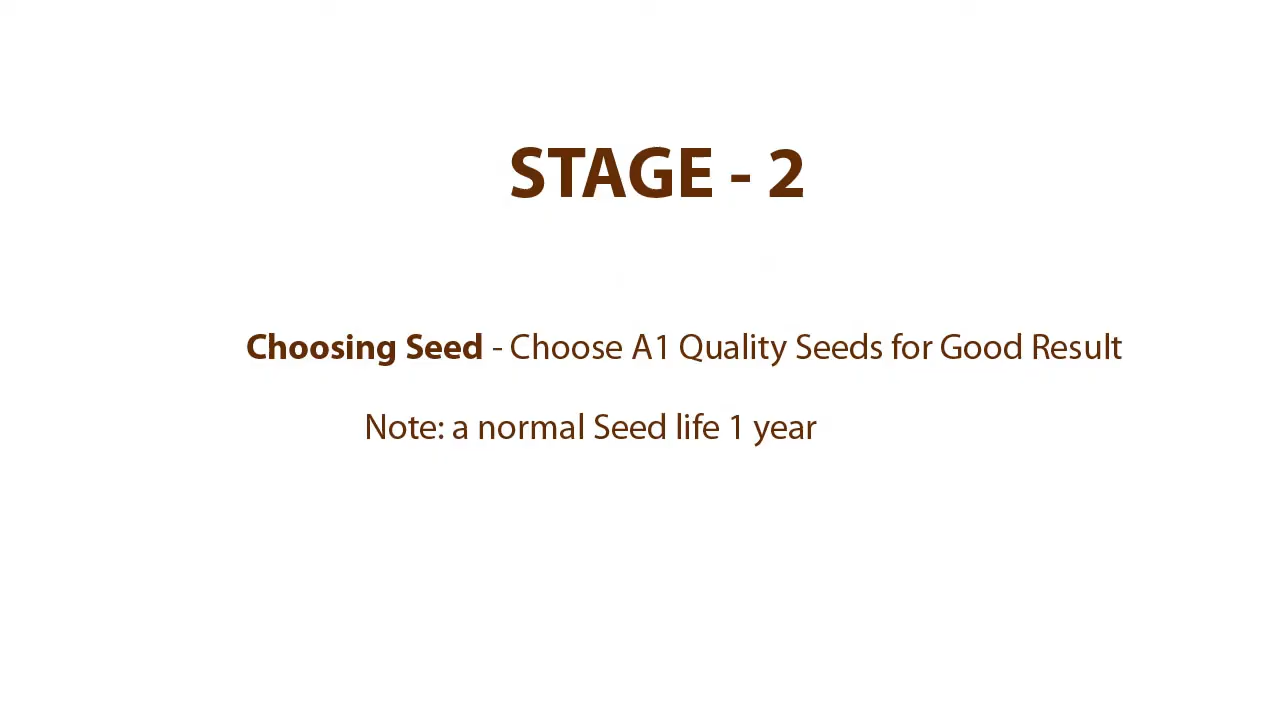 STAGE - 2
Choosing Seed - Choose A1 Quality Seeds for Good Result
Note: a normal Seed life 1 year